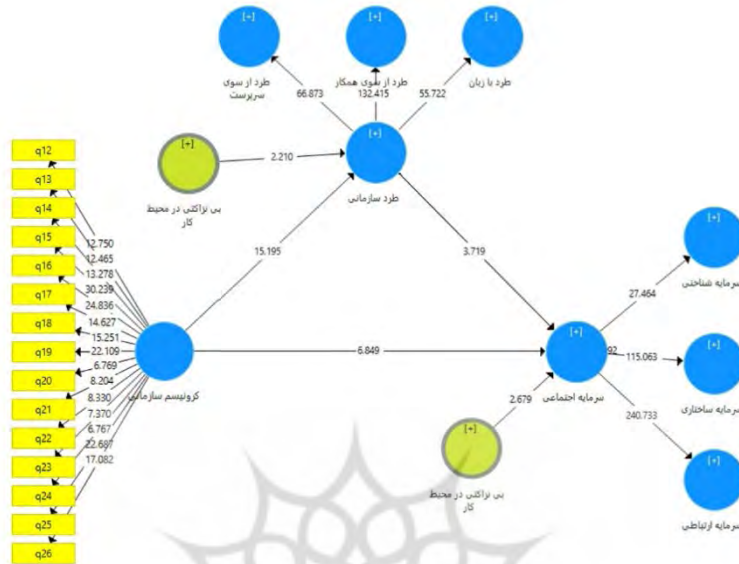 [+]
[+]
[+]
طرد از سوی
سرپرست
طرد از سوی همکار
طرد با زبان
66.873
132.415
55.722
[+]
[+]
2.210
بی نزاکتی در محیط
کار
طرد سازمانی
q12
q13
q14
q15
q16
q17
q18
q19
q20
q21
q22
q23
q24
q25
q26
12.750
12.465
13.278
30.239
24.836
14.627
15.251
22.109
6.769
8.204
8.330
7.370
6.767
22.687
17.082
کرونیسم سازمانی
15.195
3.719
6.849
[+]
سرمایه اجتماعی
2.679
[+]
بی نزاکتی در محیط
کار
[+]
سرمایه شناختی
27.464
[+]
92
115.063
سرمایه ساختاری
240.733
[+]
سرمایه ارتباطی